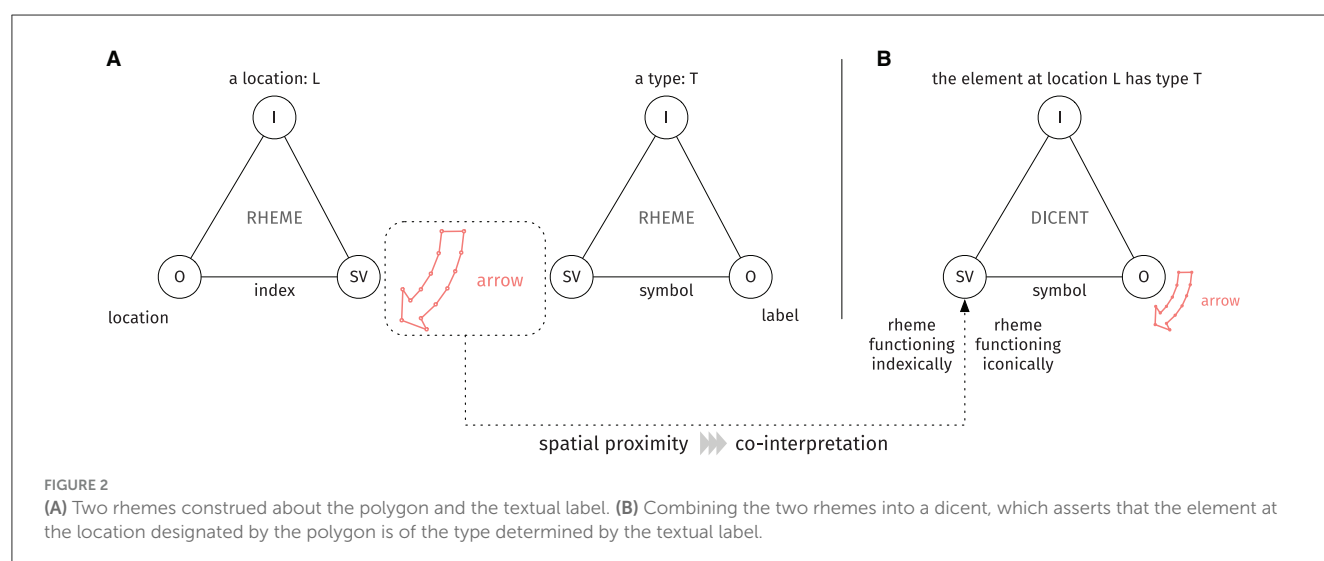 A
a location: L
I
RHEME
O
SV
index
location
arrow
a type: T
I
RHEME
SV
O
symbol
label
B
the element at location L has type T
I
DICENT
SV
O
symbol
arrow
rheme
functioning
indexically
rheme
functioning
iconically
spatial proximity
co-interpretation
FIGURE 2
(A) Two rhemes construed about the polygon and the textual label. (B) Combining the two rhemes into a dicent, which asserts that the element at
the location designated by the polygon is of the type determined by the textual label.